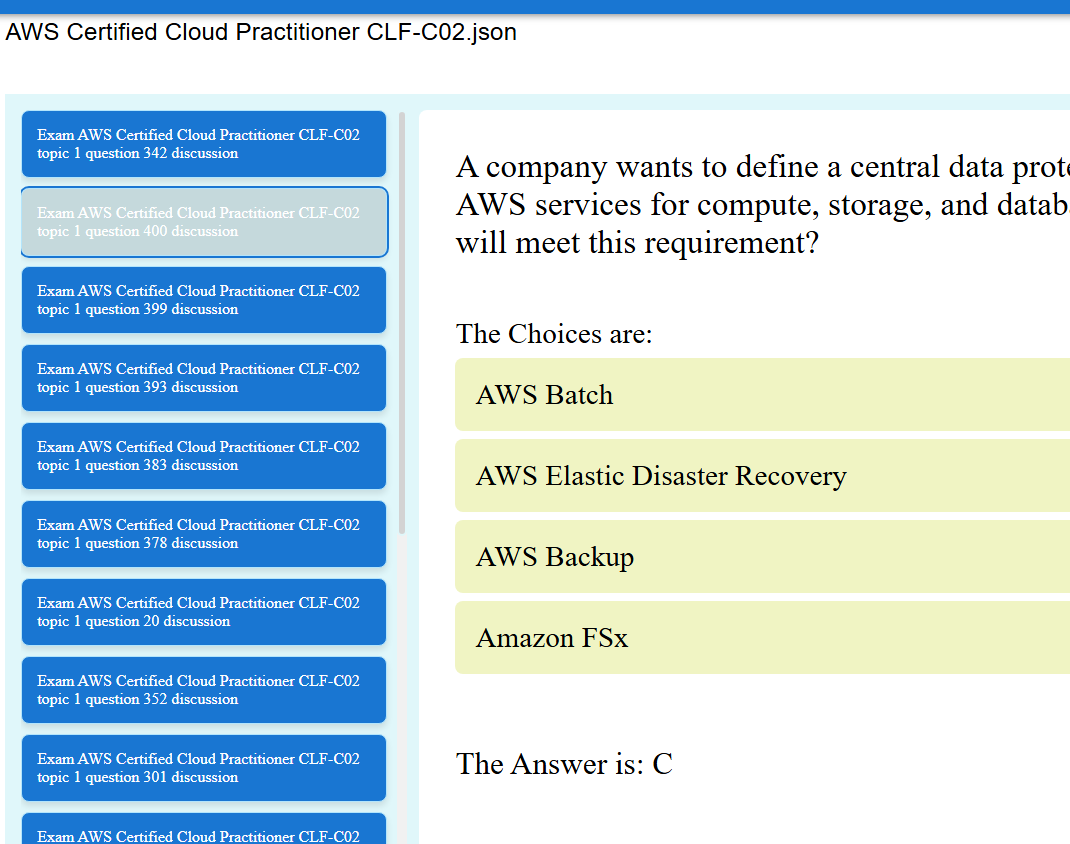 AWS Certified Cloud Practitioner CLF-C02.json
Exam AWS Certified Cloud Practitioner CLF-C02
topic 1 question 342 discussion
Exam AWS Certified Cloud Practitioner CLF-C02
topic 1 question 400 discussion
Exam AWS Certified Cloud Practitioner CLF-C02
topic 1 question 399 discussion
Exam AWS Certified Cloud Practitioner CLF-C02
topic 1 question 393 discussion
Exam AWS Certified Cloud Practitioner CLF-C02
topic 1 question 383 discussion
Exam AWS Certified Cloud Practitioner CLF-C02
topic 1 question 378 discussion
Exam AWS Certified Cloud Practitioner CLF-C02
topic 1 question 20 discussion
Exam AWS Certified Cloud Practitioner CLF-C02
topic 1 question 352 discussion
Exam AWS Certified Cloud Practitioner CLF-C02
topic 1 question 301 discussion
Exam AWS Certified Cloud Practitioner CLF-C02
A company wants to define a central data
AWS services for compute, storage, and
will meet this requirement?
The Choices are:
AWS Batch
AWS Elastic Disaster Recovery
AWS Backup
Amazon FSx
The Answer is: C